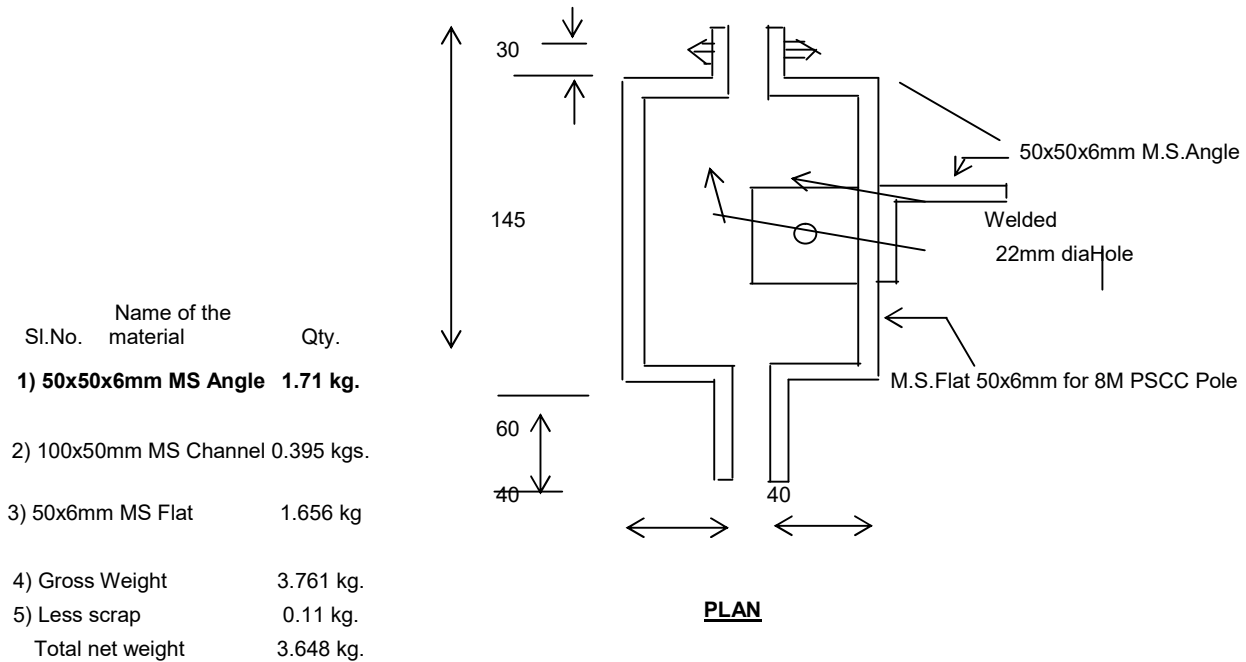 30
50x50x6mm M.S.Angle
145
Welded
22mm diaHole
Name of the
Sl.No. material Qty.
1) 50x50x6mm MS Angle 1.71 kg.
M.S.Flat 50x6mm for 8M PSCC Pole
60
2) 100x50mm MS Channel 0.395 kgs.
40 40
3) 50x6mm MS Flat 1.656 kg
4) Gross Weight 3.761 kg.
5) Less scrap 0.11 kg.
PLAN
Total net weight 3.648 kg.